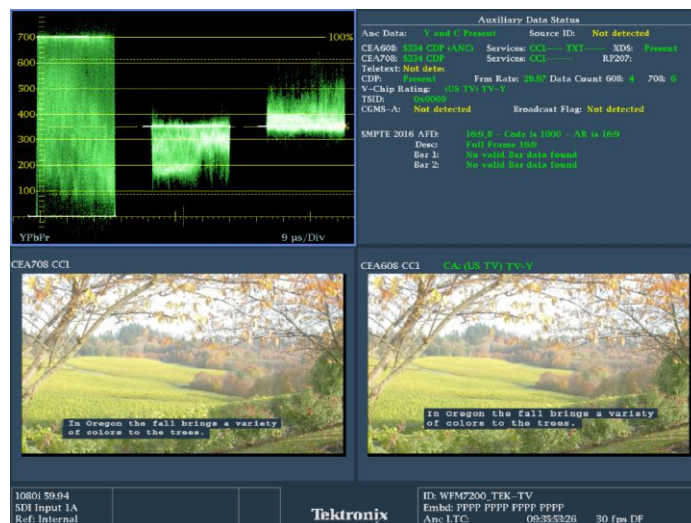 700
100%
600
500
400
300
200
100
YPbPr
9 µs/Div
Auxiliary Data Status
Anc Data: Y and C Present Source ID: Not detected
CEA608: S334 CDP (ANC) Services: CC1---- TXT----- XDS: Present
CEA708: S334 CDP Services: CC1------ RP207:
Teletext: Not detec
CDP: Present Frm Rate: 29.97 Data Count 608: 4 708: 6
V-Chip Rating: (US TV) TV-Y
TSID: 0x0000
CGMS-A: Not detected Broadcast Flag: Not detected
SMPTE 2016 AFD: 16:9_8 - Code is 1000 - AR is 16:9
Desc: Full Frame 16:9
Bar 1: No valid Bar data found
Bar 2: No valid Bar data found
CEA708 CC1
In Oregon the fall brings a variety
of colors to the trees.
CEA608 CC1 CA: (US TV) TV-Y
In Oregon the fall brings a variety
of colors to the trees.
1080i 59.94
SDI Input 1A
Ref: Internal
Tektronix
ID: WFM7200_TEK-TV
Embd: PPPP PPPP PPPP PPPP
Anc LTC: 09:35:53:26 30 fps DF